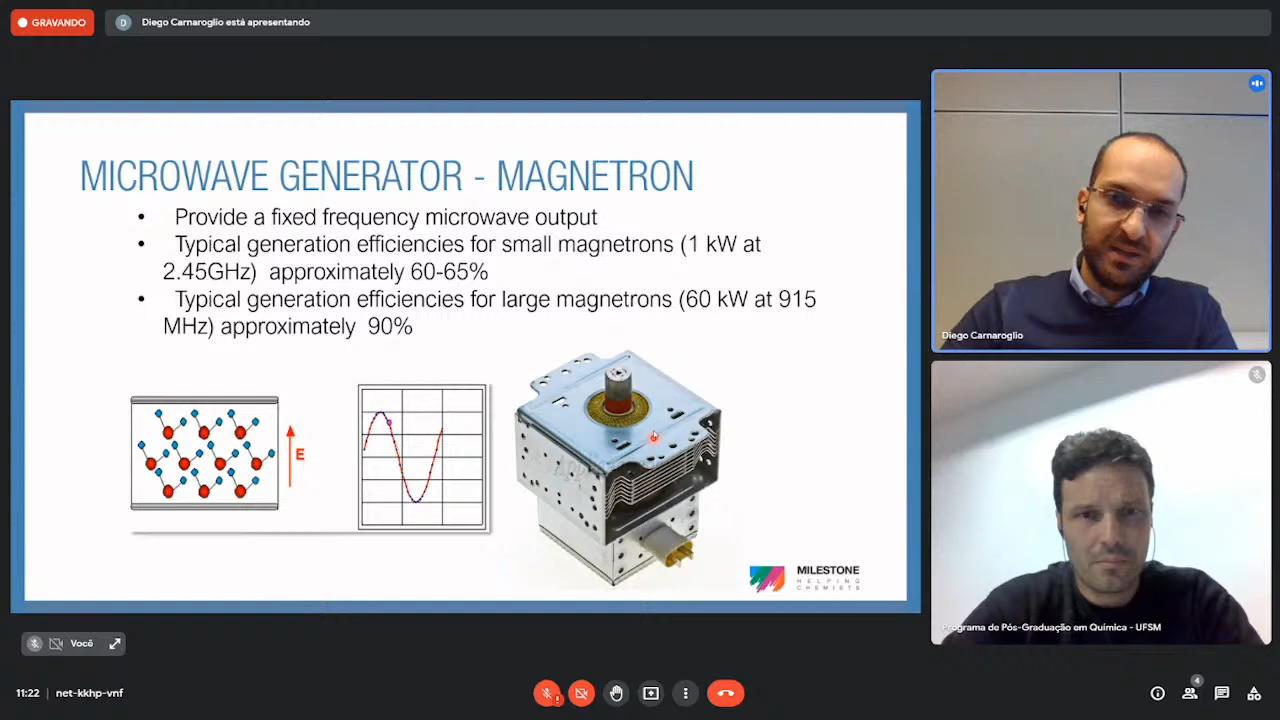 GRAVANDO
D
Diego Carnaroglio está apresentando
MICROWAVE GENERATOR - MAGNETRON
• Provide a fixed frequency microwave output
• Typical generation efficiencies for small magnetrons (1 kW at
2.45GHz) approximately 60-65%
• Typical generation efficiencies for large magnetrons (60 kW at 915
MHz) approximately 90%
E
MILESTONE
HELPING
CHEMISTS
Diego Carnaroglio
Programa de Pós-Graduação em Química - UFSM
Você
11:22 | net-kkhp-vnf
4